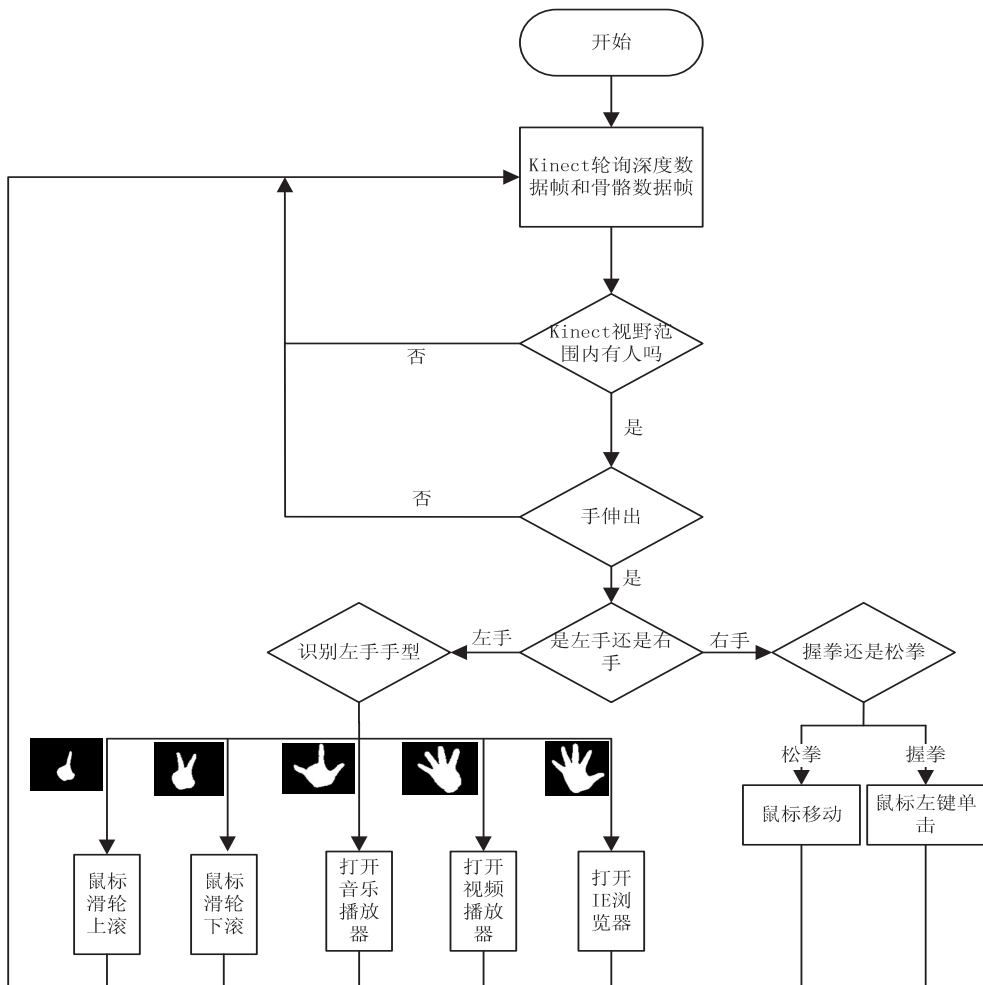 开始
Kinect轮询深度数
据帧和骨骼数据帧
Kinect视野范
围内有人吗
否
是
否
手伸出
是
识别左手手型
左手
是左手还是右
手
右手
握拳还是松拳
松拳
握拳
鼠标移动
鼠标左键单
击
鼠标
滑轮
上滚
鼠标
滑轮
下滚
打开
音乐
播放
器
打开
视频
播放
器
打开
IE浏
览器